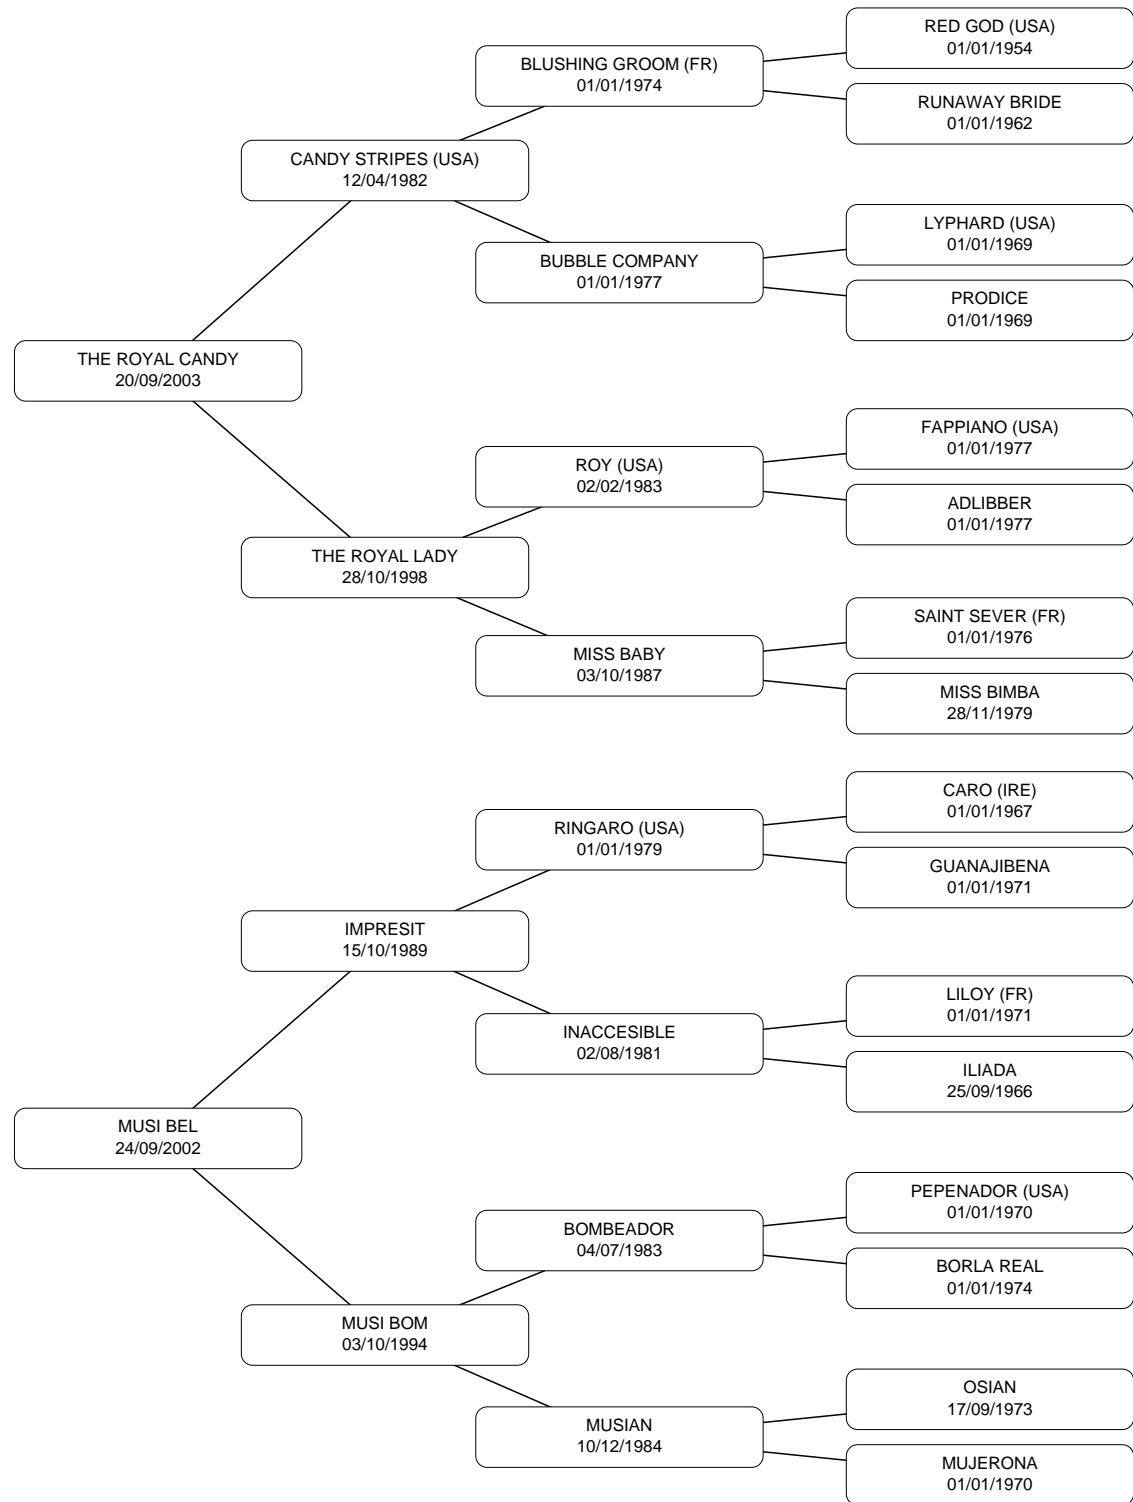 RED GOD (USA)
01/01/1954
BLUSHING GROOM (FR)
01/01/1974
RUNAWAY BRIDE
01/01/1962
CANDY STRIPES (USA)
12/04/1982
LYPHARD (USA)
01/01/1969
BUBBLE COMPANY
01/01/1977
PRODICE
01/01/1969
THE ROYAL CANDY
20/09/2003
FAPPIANO (USA)
01/01/1977
ROY (USA)
02/02/1983
ADLIBBER
01/01/1977
THE ROYAL LADY
28/10/1998
SAINT SEVER (FR)
01/01/1976
MISS BABY
03/10/1987
MISS BIMBA
28/11/1979
CARO (IRE)
01/01/1967
RINGARO (USA)
01/01/1979
GUANAJIBENA
01/01/1971
IMPRESIT
15/10/1989
LILOY (FR)
01/01/1971
INACCESIBLE
02/08/1981
ILIADA
25/09/1966
MUSI BEL
24/09/2002
PEPENADOR (USA)
01/01/1970
BOMBEADOR
04/07/1983
BORLA REAL
01/01/1974
MUSI BOM
03/10/1994
OSIAN
17/09/1973
MUSIAN
10/12/1984
MUJERONA
01/01/1970